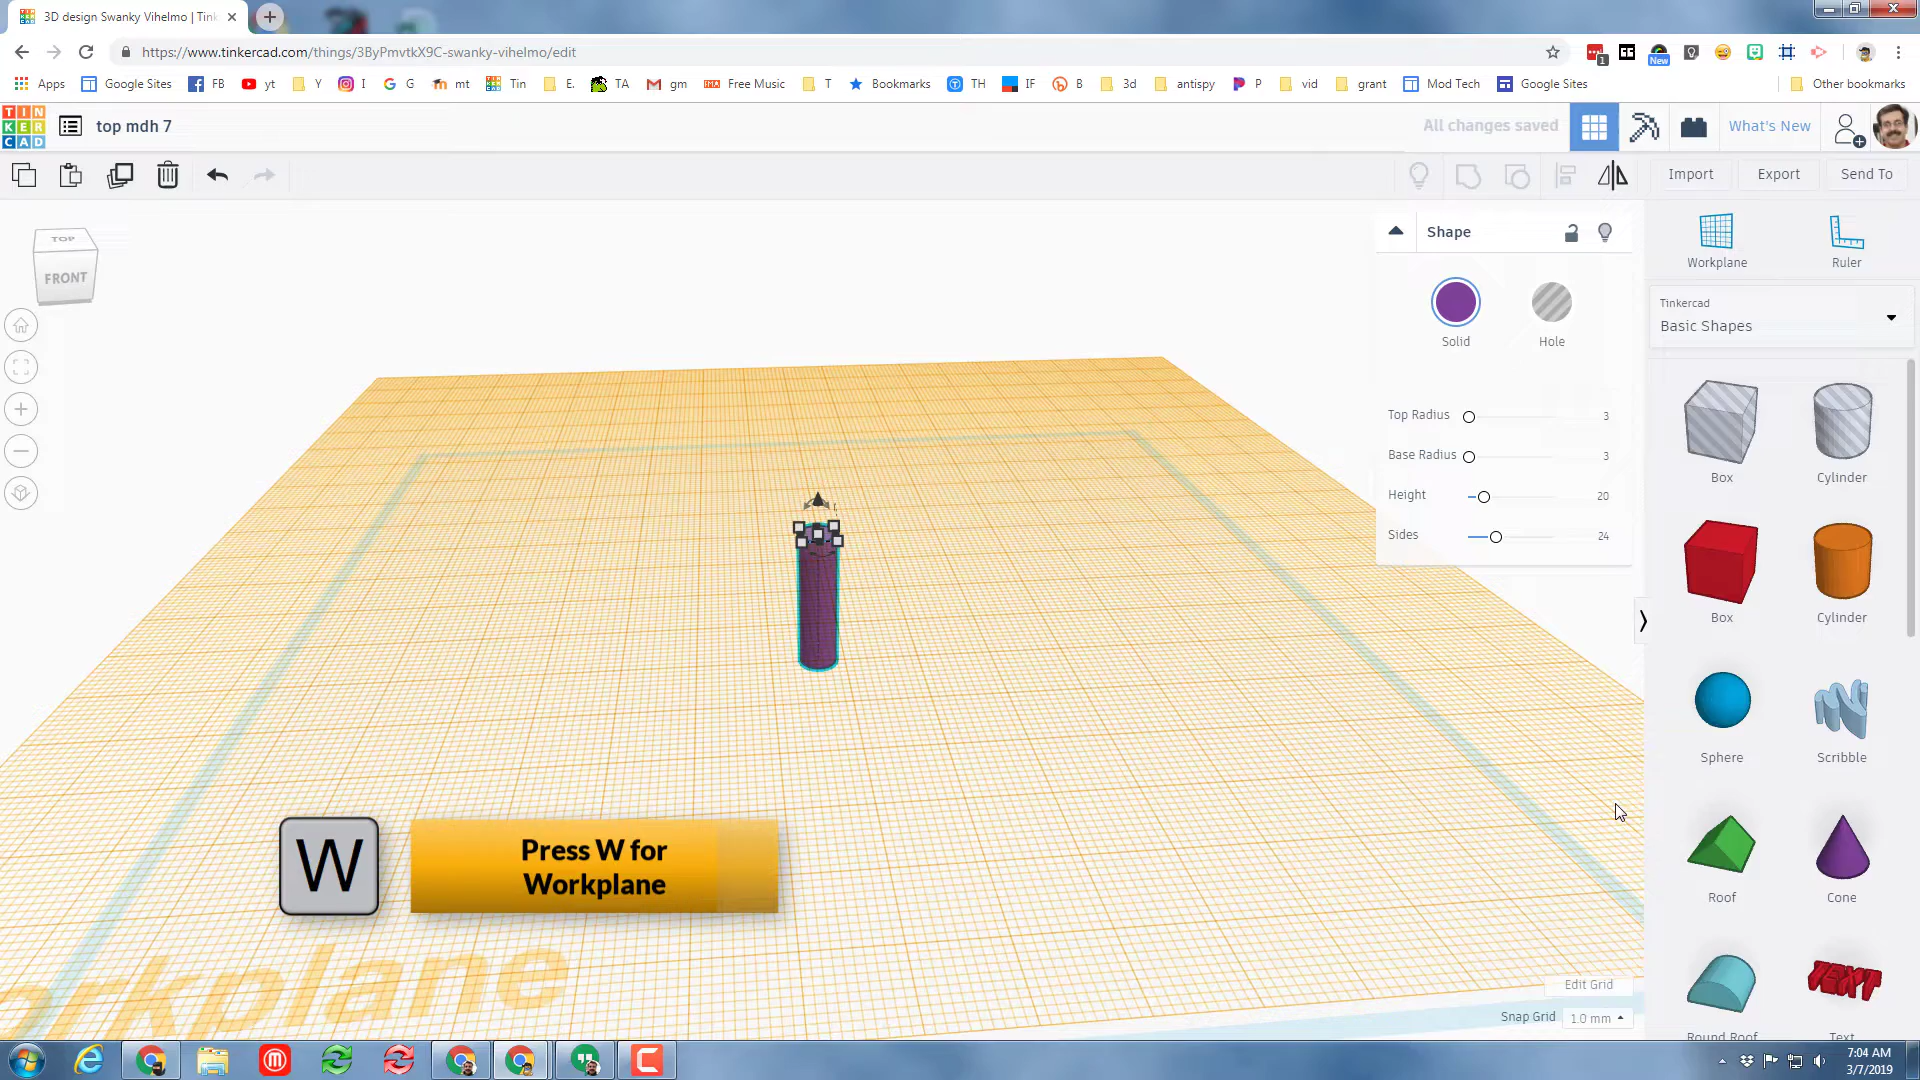 3D design Swanky Vihelmo | Tink
https://www.tinkercad.com/things/3ByPmvtkX9C-swanky-vihelmo/edit
1
New
Apps Google Sites FB yt Y I G mt Tin E. TA gm Free Music T Bookmarks TH IF B 3d antispy P vid grant Mod Tech Google Sites Other bookmarks
TIN
KER
CAD
top mdh 7
All changes saved
What's New
Import Export Send To
TOP
FRONT
Shape
Workplane Ruler
Solid Hole
Tinkercad
Basic Shapes
Top Radius 3
Base Radius 3
Height 20
Sides 24
Box Cylinder
Box Cylinder
Sphere Scribble
Roof Cone
TEXT
Round Roof Text
W
Press W for
Workplane
orkplane
Edit Grid
Snap Grid 1.0 mm
7:04 AM
3/7/2019